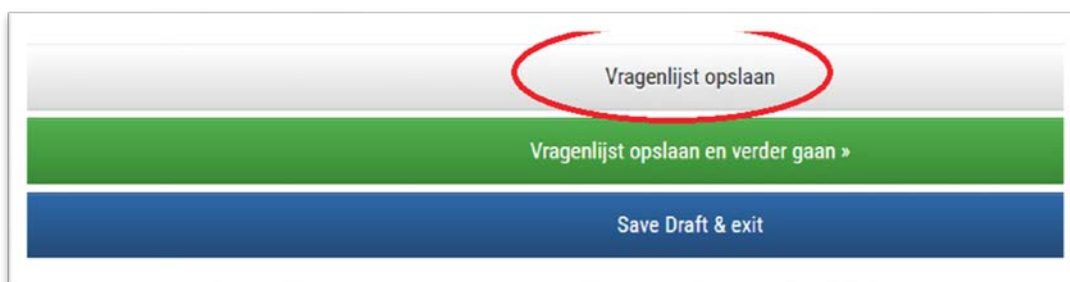 Vragenlijst opslaan
Vragenlijst opslaan en verder gaan »
Save Draft & exit